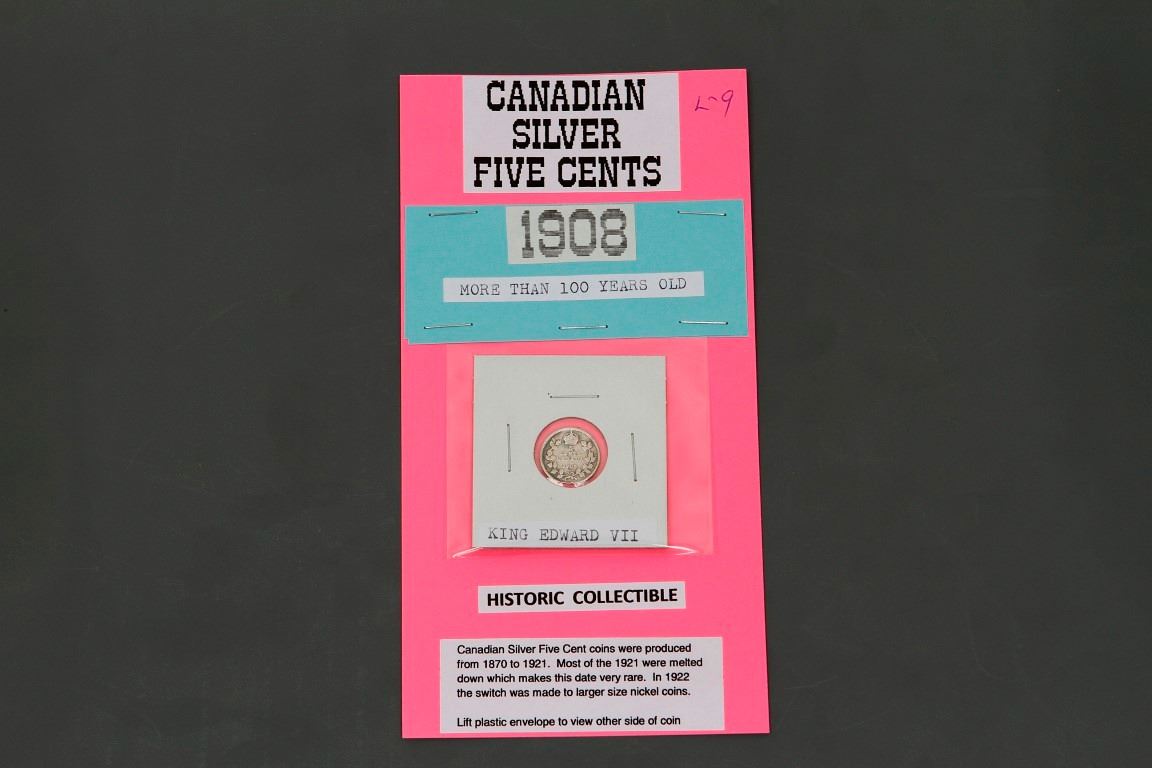 CANADIAN
SILVER
FIVE CENTS
L-9
1908
MORE THAN 100 YEARS OLD
KING EDWARD VII
HISTORIC COLLECTIBLE
Canadian Silver Five Cent coins were produced
from 1870 to 1921. Most of the 1921 were melted
down which makes this date very rare. In 1922
the switch was made to larger size nickel coins.
Lift plastic envelope to view other side of coin